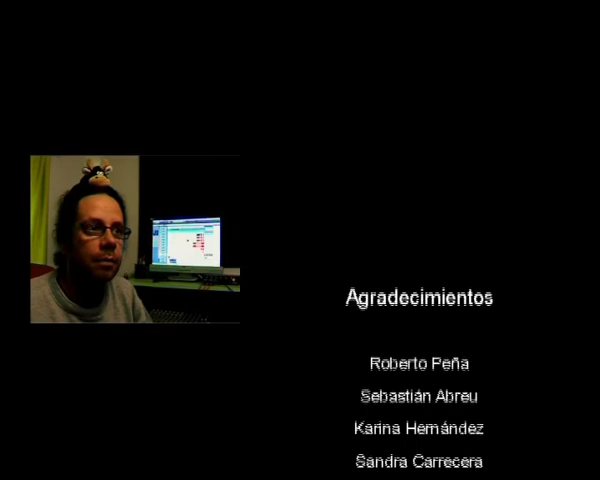 Agradecimientos
Roberto Peña
Sebastián Abreu
Karina Hernández
Sandra Carrecera